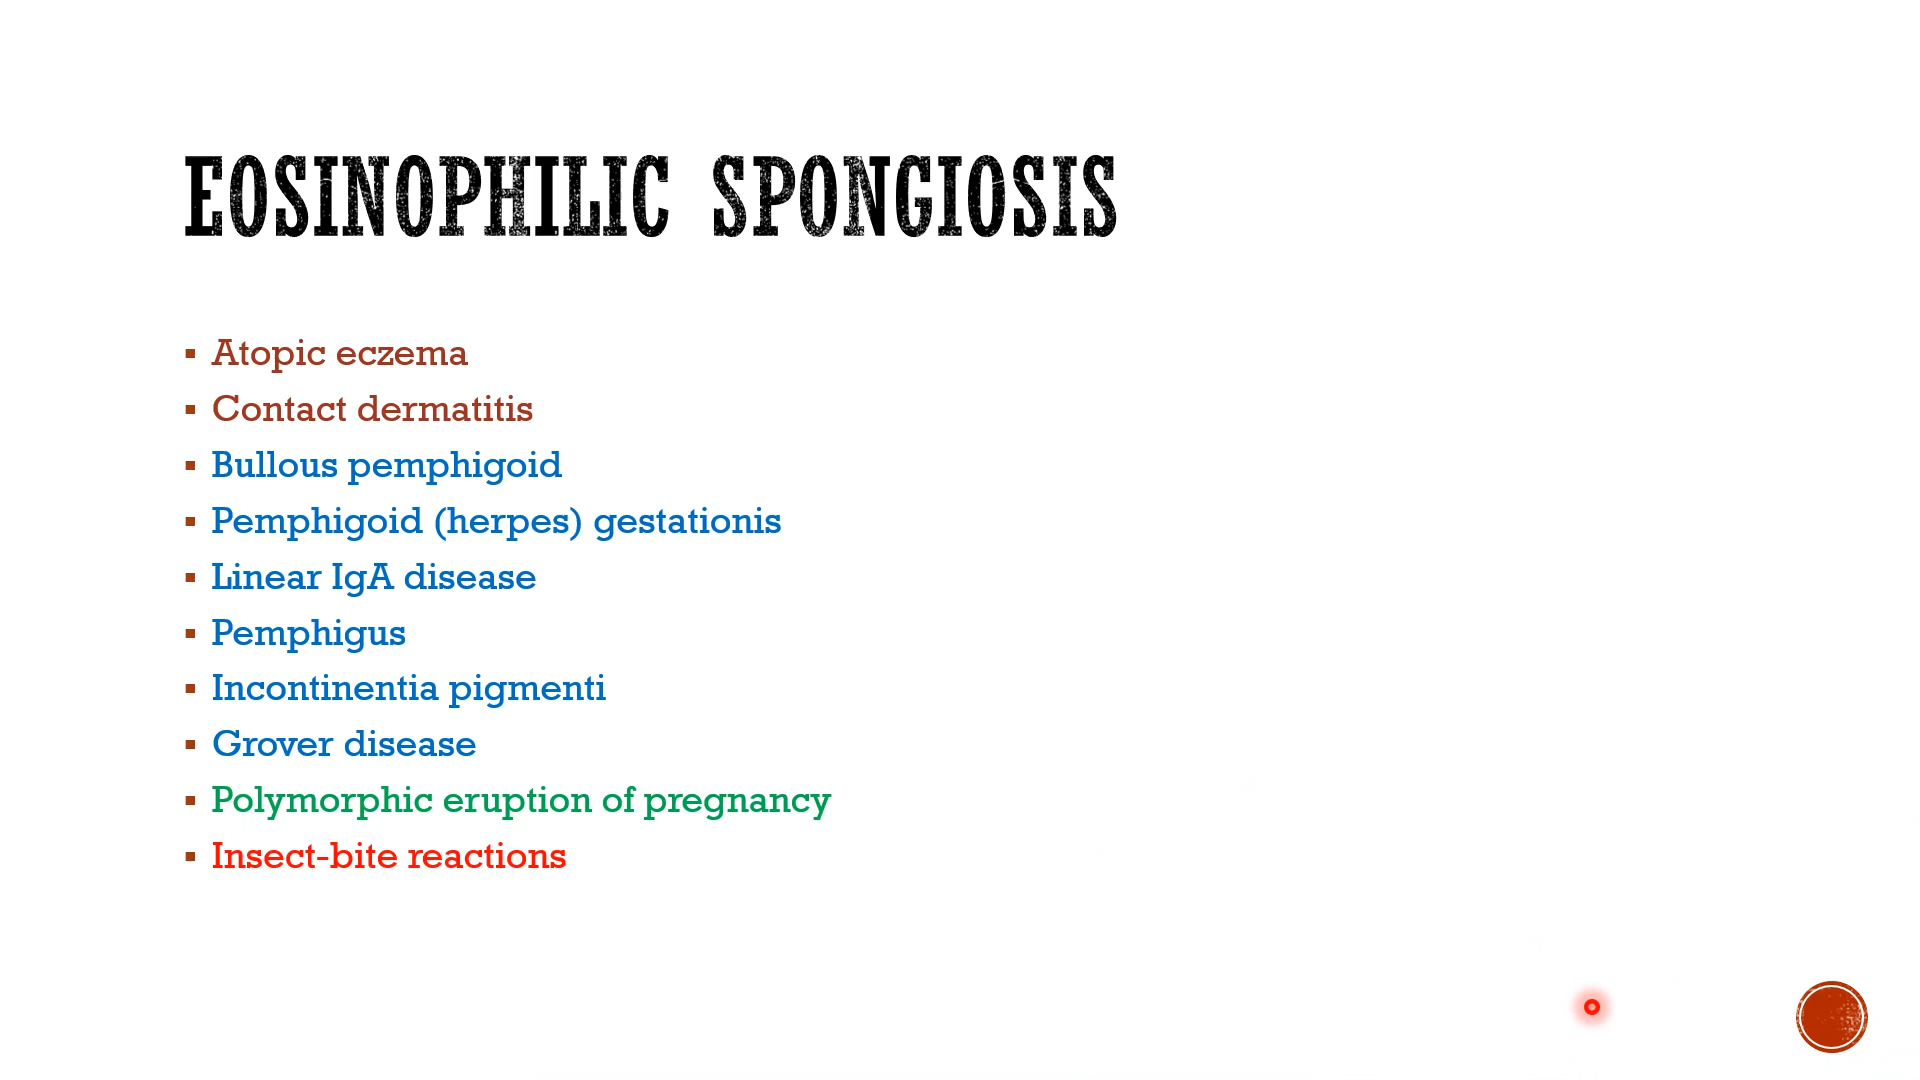 EOSINOPHILIC SPONGIOSIS
▪ Atopic eczema
▪ Contact dermatitis
▪ Bullous pemphigoid
▪ Pemphigoid (herpes) gestationis
▪ Linear IgA disease
▪ Pemphigus
▪ Incontinentia pigmenti
▪ Grover disease
▪ Polymorphic eruption of pregnancy
▪ Insect-bite reactions